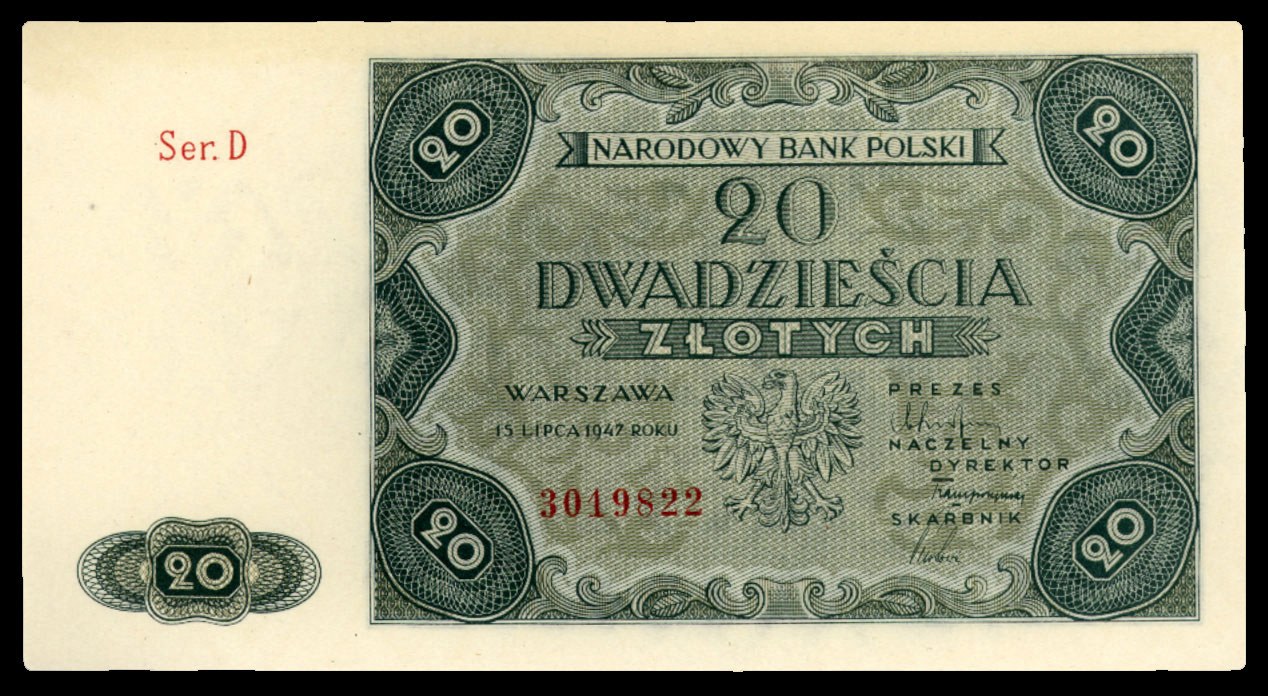 Ser. D
20
20
NARODOWY BANK POLSKI
20
DWADZIEŚCIA
ZŁOTYCH
WARSZAWA
15 LIPCA 1947 ROKU
3019822
PREZES
NACZELNY
DYREKTOR
SKARBNIK
20
20
20